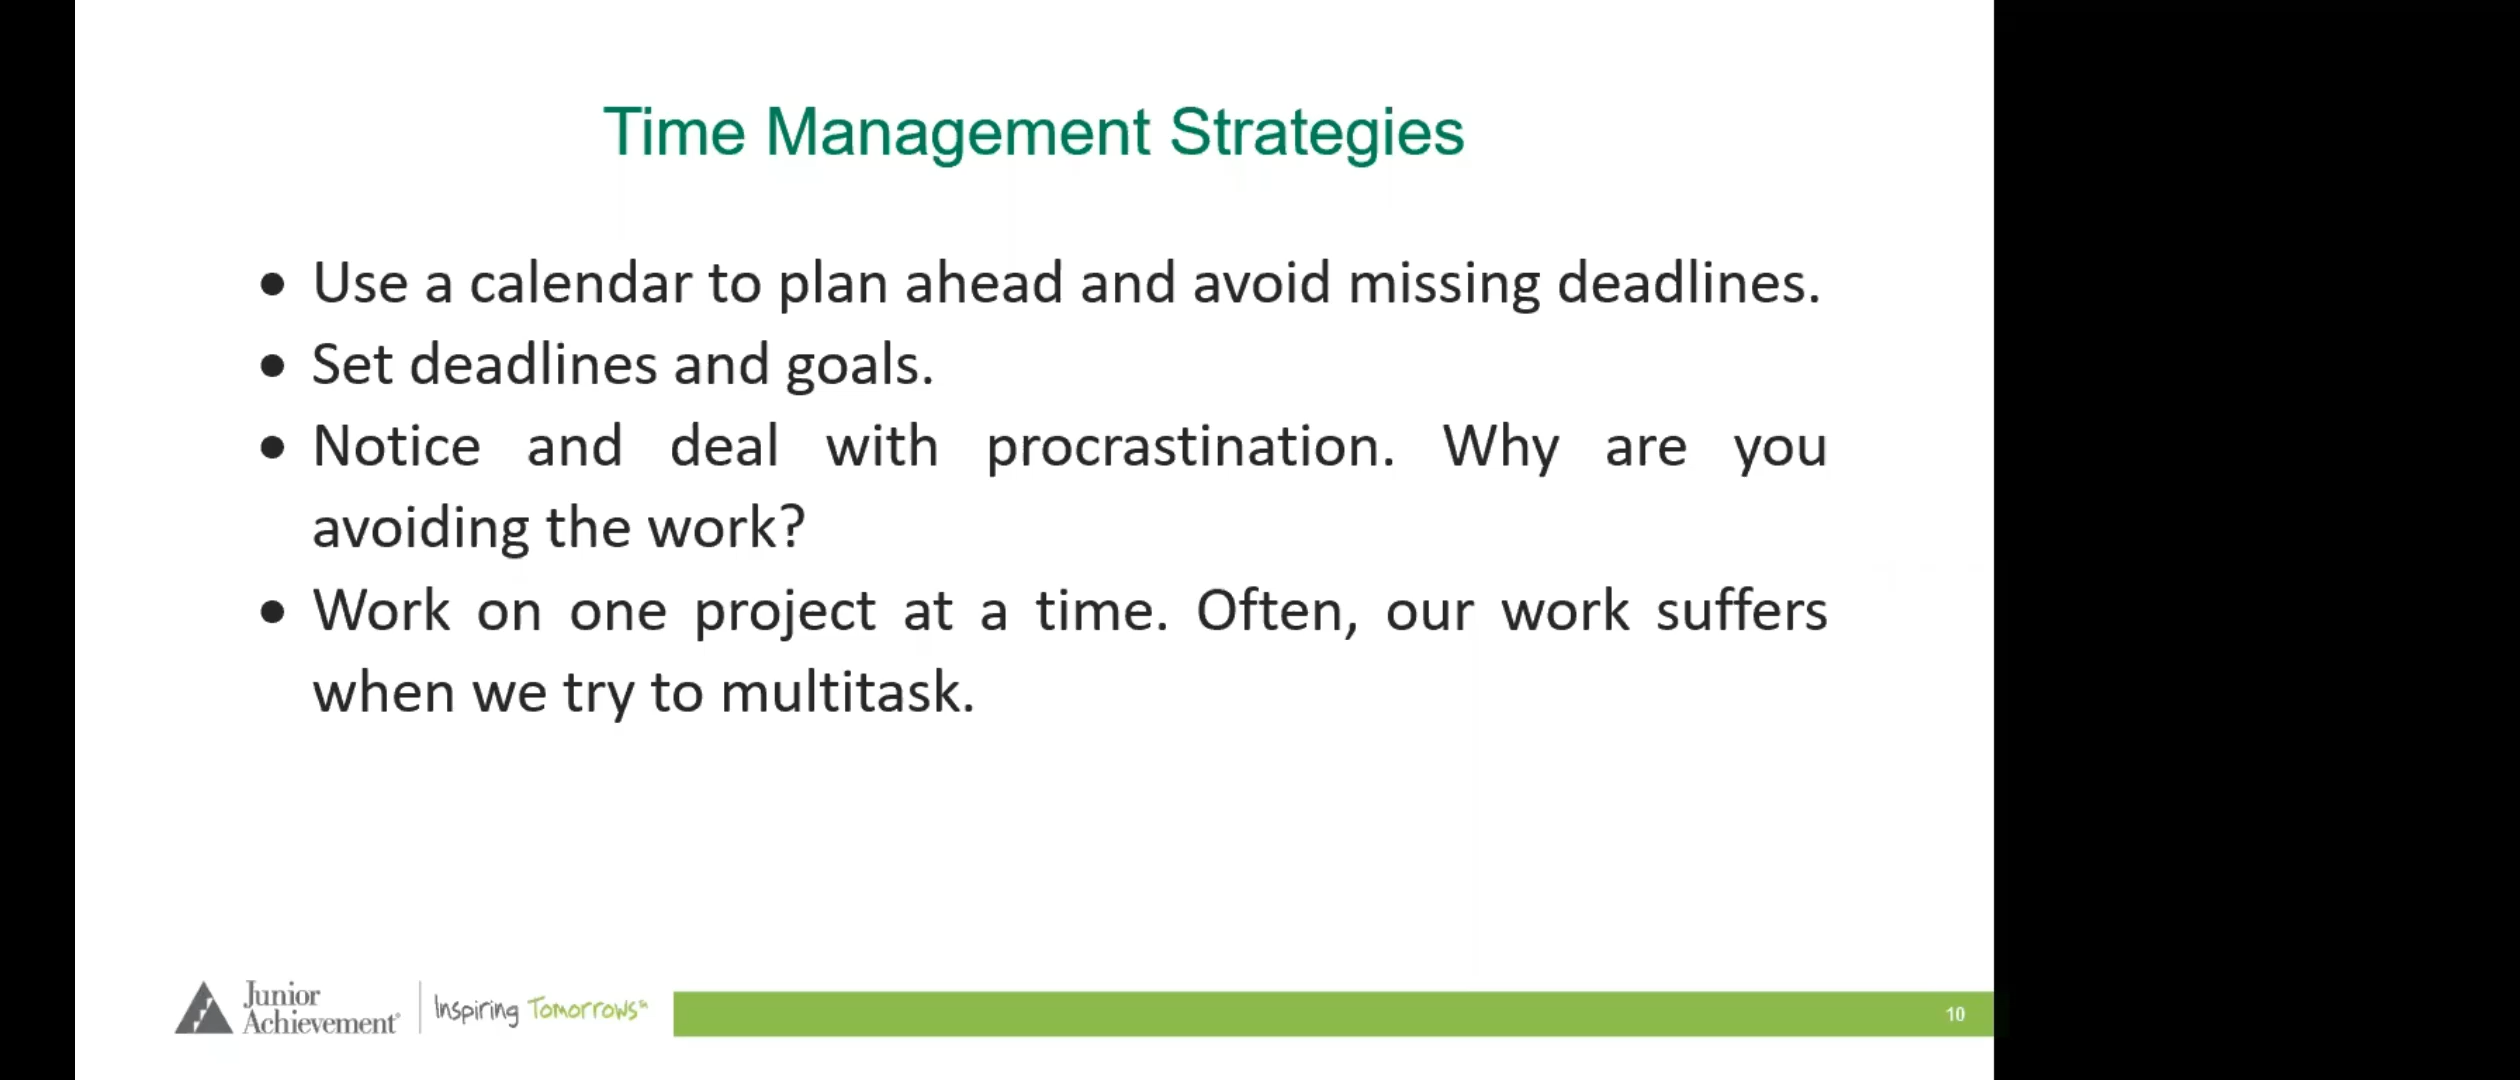 Time Management Strategies
• Use a calendar to plan ahead and avoid missing deadlines.
• Set deadlines and goals.
• Notice and deal with procrastination. Why are you
avoiding the work?
• Work on one project at a time. Often, our work suffers
when we try to multitask.
Junior
Achievement®
Inspiring Tomorrows℠
10